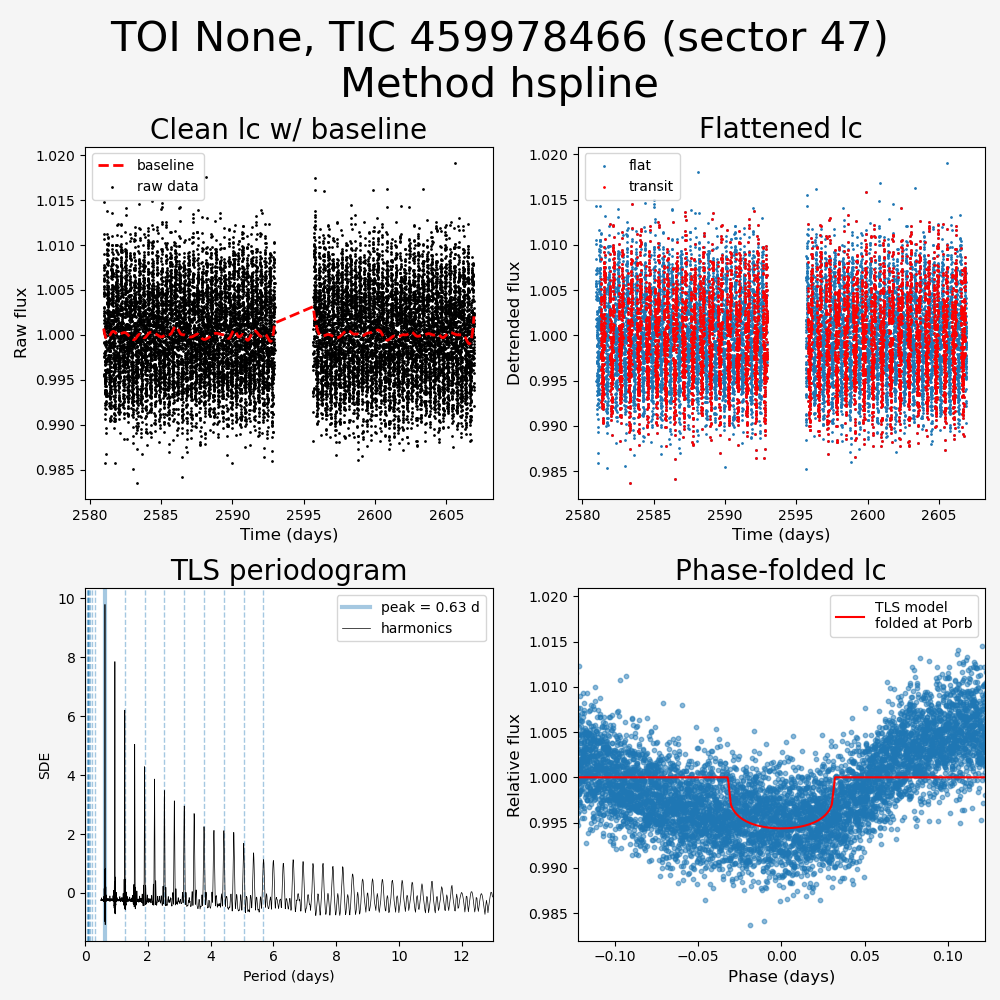 TOI None, TIC 459978466 (sector 47)
Method hspline
Clean lc w/ baseline
Flattened lc
1.020
1.015
1.010
1.005
1.000
0.995
0.990
0.985
Raw flux
baseline
raw data
2580
2585
2590
2595
2600
2605
Time (days)
1.020
1.015
1.010
1.005
1.000
0.995
0.990
0.985
Detrended flux
flat
transit
2580
2585
2590
2595
2600
2605
Time (days)
TLS periodogram
Phase-folded lc
10
8
6
4
2
0
SDE
peak = 0.63 d
harmonics
0
2
4
6
8
10
12
Period (days)
1.020
1.015
1.010
1.005
1.000
0.995
0.990
0.985
Relative flux
TLS model
folded at Porb
−0.10
−0.05
0.00
0.05
0.10
Phase (days)